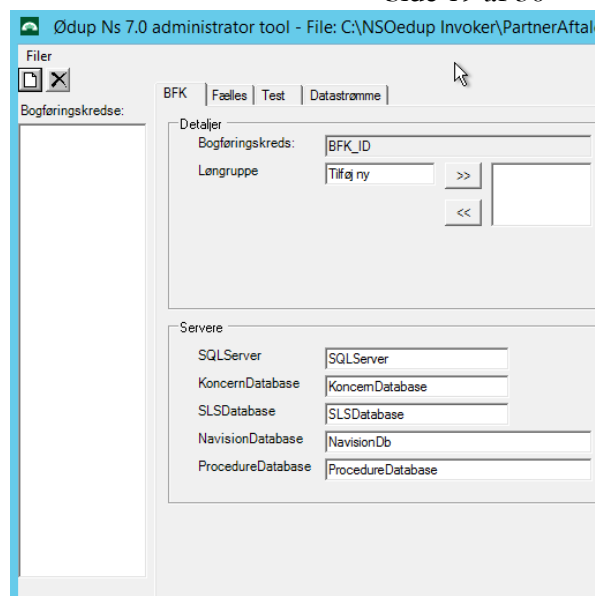 Ødup Ns 7.0 administrator tool - File: C:\NSOedup Invoker\PartnerAftal
Filer
Bogføringskredse:
BFK Fælles Test Datastrømme
Detaljer
Bogføringskreds: BFK_ID
Løngruppe Tilføj ny >>
<<
Servere
SQLServer SQLServer
KoncernDatabase KoncernDatabase
SLSDatabase SLSDatabase
NavisionDatabase NavisionDb
ProcedureDatabase ProcedureDatabase